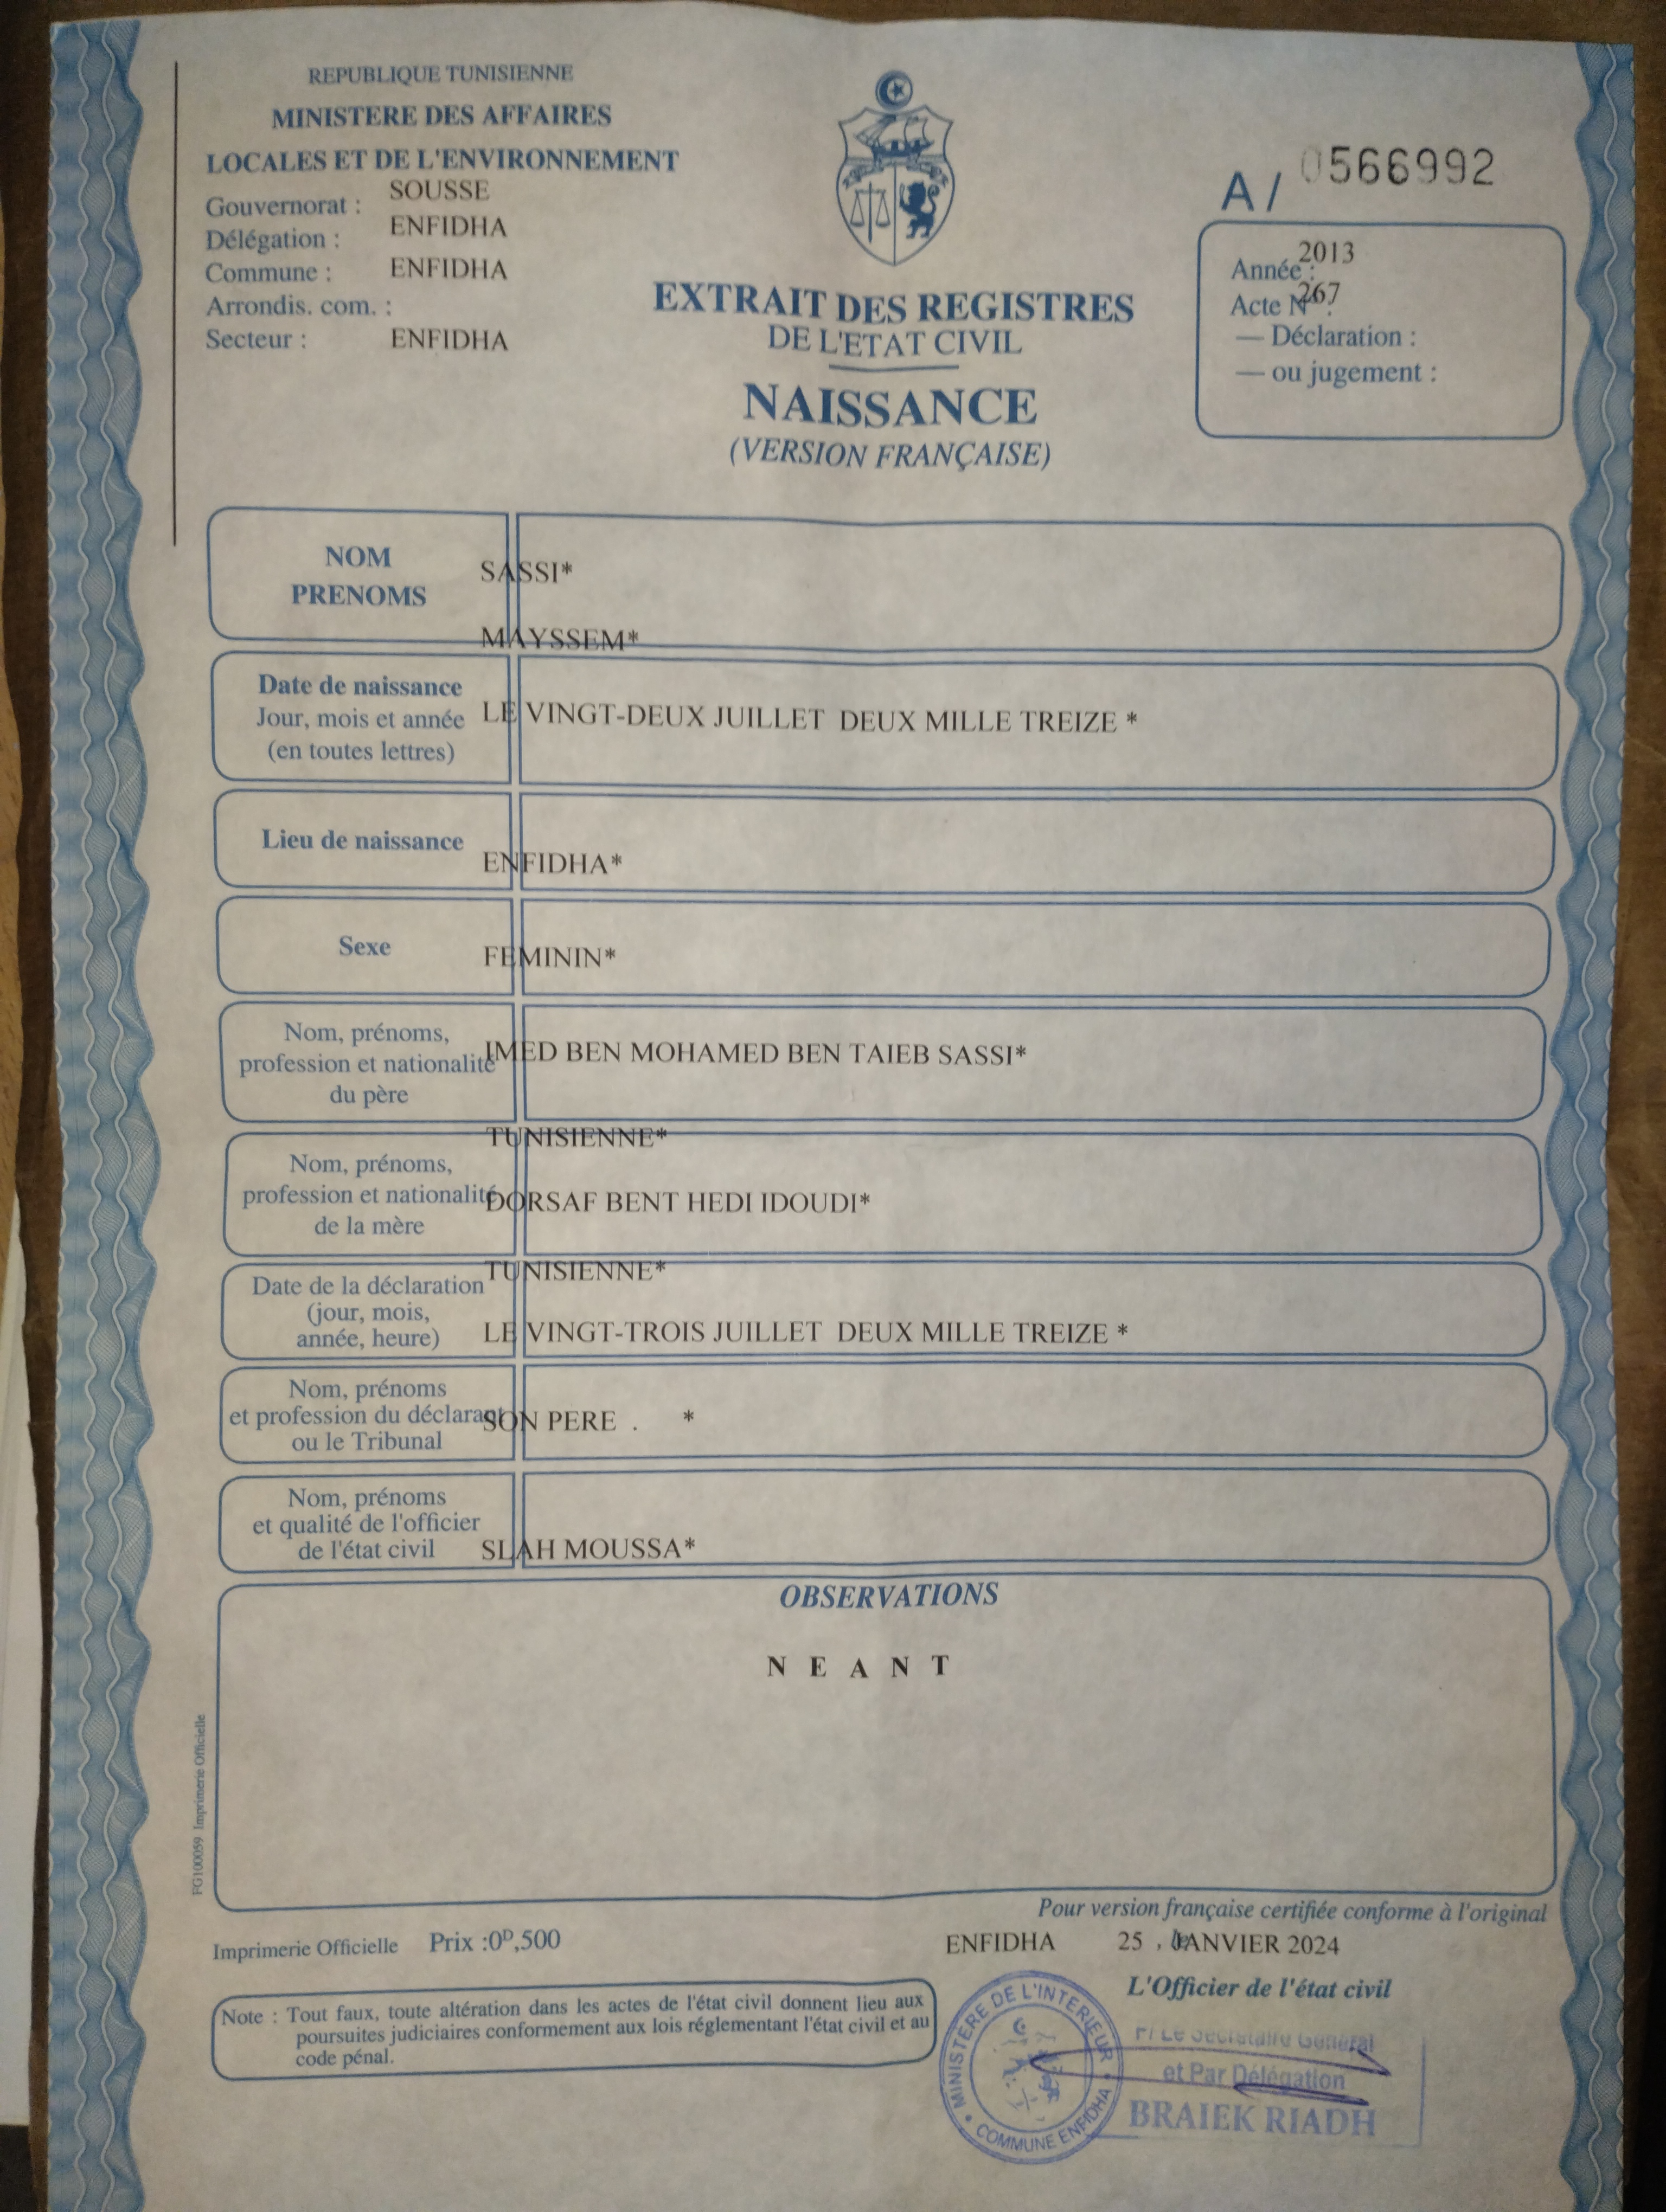 REPUBLIQUE TUNISIENNE
MINISTERE DES AFFAIRES
LOCALES ET DE L'ENVIRONNEMENT
Gouvernorat : SOUSSE
Délégation : ENFIDHA
Commune : ENFIDHA
Arrondis. com. :
Secteur : ENFIDHA
A / 0566992
Année : 2013
Acte N° : 267
— Déclaration :
— ou jugement :
EXTRAIT DES REGISTRES
DE L'ETAT CIVIL
NAISSANCE
(VERSION FRANÇAISE)
NOM
PRENOMS
SASSI*
MAYSSEM*
Date de naissance
Jour, mois et année
(en toutes lettres)
LE VINGT-DEUX JUILLET DEUX MILLE TREIZE *
Lieu de naissance
ENFIDHA*
Sexe
FEMININ*
Nom, prénoms,
profession et nationalité
du père
IMED BEN MOHAMED BEN TAIEB SASSI*
TUNISIENNE*
Nom, prénoms,
profession et nationalité
de la mère
DORSAF BENT HEDI IDOUDI*
TUNISIENNE*
Date de la déclaration
(jour, mois,
année, heure)
LE VINGT-TROIS JUILLET DEUX MILLE TREIZE *
Nom, prénoms
et profession du déclarant
ou le Tribunal
SON PERE . *
Nom, prénoms
et qualité de l'officier
de l'état civil
SLAH MOUSSA*
OBSERVATIONS
N E A N T
FG100059 Imprimerie Officielle
Pour version française certifiée conforme à l'original
Imprimerie Officielle Prix :0ᴰ,500
ENFIDHA 25 , le JANVIER 2024
L'Officier de l'état civil
Note : Tout faux, toute altération dans les actes de l'état civil donnent lieu aux
poursuites judiciaires conformement aux lois réglementant l'état civil et au
code pénal.
MINISTERE DE L'INTERIEUR
COMMUNE ENFIDHA
P/ Le Secrétaire Général
et Par Délégation
BRAIEK RIADH